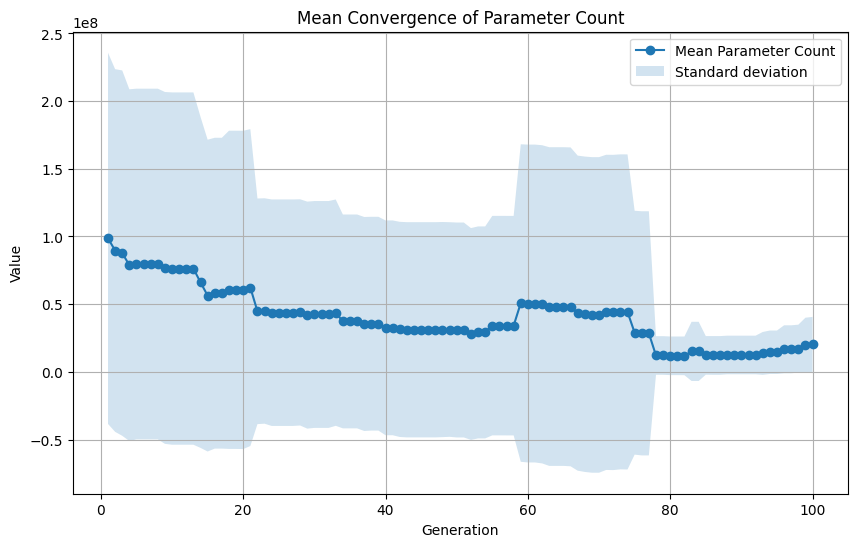 Mean Convergence of Parameter Count
1e8
Mean Parameter Count
Standard deviation
2.5
2.0
1.5
1.0
0.5
0.0
−0.5
Value
0
20
40
60
80
100
Generation